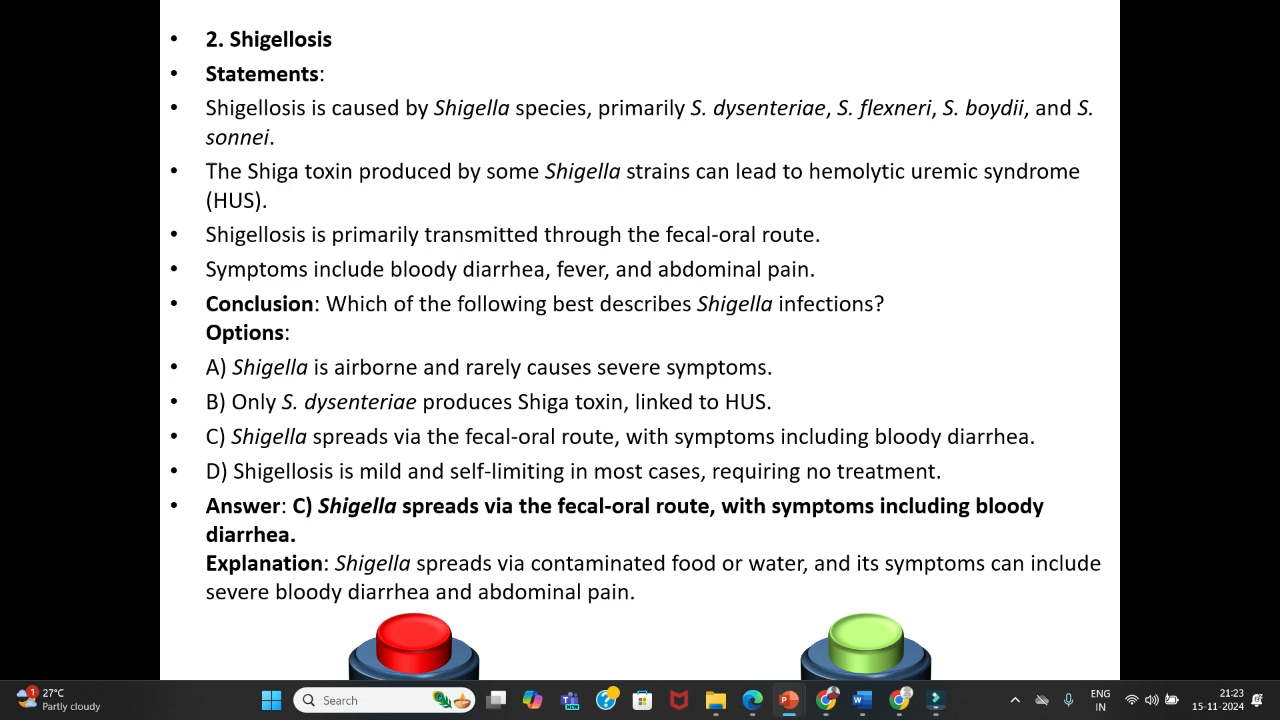 • 2. Shigellosis
• Statements:
• Shigellosis is caused by Shigella species, primarily S. dysenteriae, S. flexneri, S. boydii, and S.
sonnei.
• The Shiga toxin produced by some Shigella strains can lead to hemolytic uremic syndrome
(HUS).
• Shigellosis is primarily transmitted through the fecal-oral route.
• Symptoms include bloody diarrhea, fever, and abdominal pain.
• Conclusion: Which of the following best describes Shigella infections?
Options:
• A) Shigella is airborne and rarely causes severe symptoms.
• B) Only S. dysenteriae produces Shiga toxin, linked to HUS.
• C) Shigella spreads via the fecal-oral route, with symptoms including bloody diarrhea.
• D) Shigellosis is mild and self-limiting in most cases, requiring no treatment.
• Answer: C) Shigella spreads via the fecal-oral route, with symptoms including bloody
diarrhea.
Explanation: Shigella spreads via contaminated food or water, and its symptoms can include
severe bloody diarrhea and abdominal pain.
1
27°C
Partly cloudy
Search
ENG
IN
21:23
15-11-2024